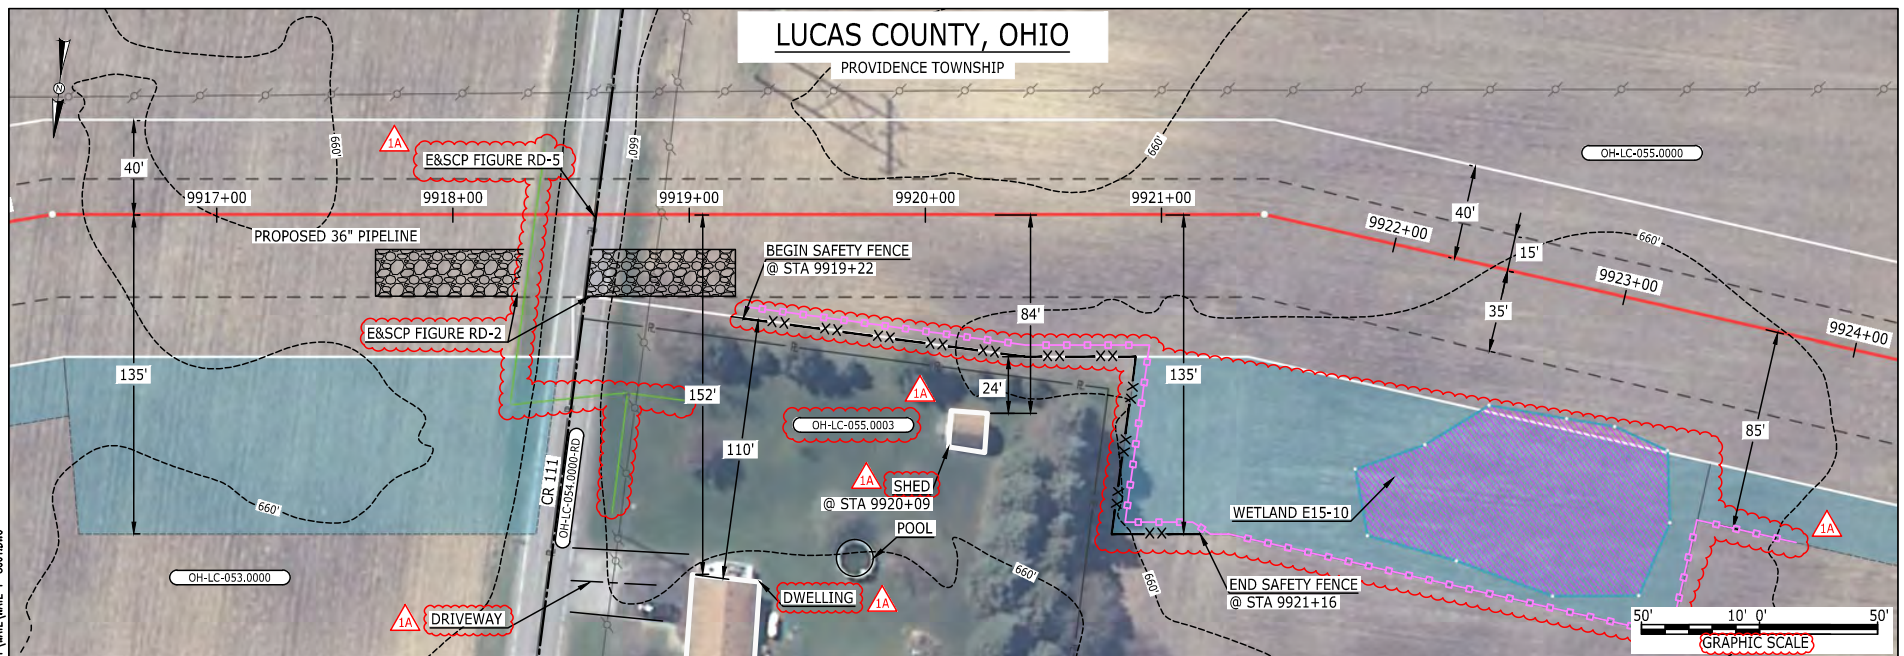 LUCAS COUNTY, OHIO
PROVIDENCE TOWNSHIP
N
660'
660'
660'
1A
E&SCP FIGURE RD-5
OH-LC-055.0000
40'
9917+00
9918+00
9919+00
9920+00
9921+00
40'
9922+00
PROPOSED 36" PIPELINE
BEGIN SAFETY FENCE
@ STA 9919+22
660'
15'
9923+00
E&SCP FIGURE RD-2
84'
35'
9924+00
135'
152'
24'
135'
1A
OH-LC-055.0003
110'
85'
CR 111
OH-LC-054.0000-RD
660'
1A
SHED
@ STA 9920+09
POOL
WETLAND E15-10
1A
OH-LC-053.0000
660'
660'
END SAFETY FENCE
@ STA 9921+16
DWELLING
1A
1A
DRIVEWAY
50'
10'
0
50'
GRAPHIC SCALE